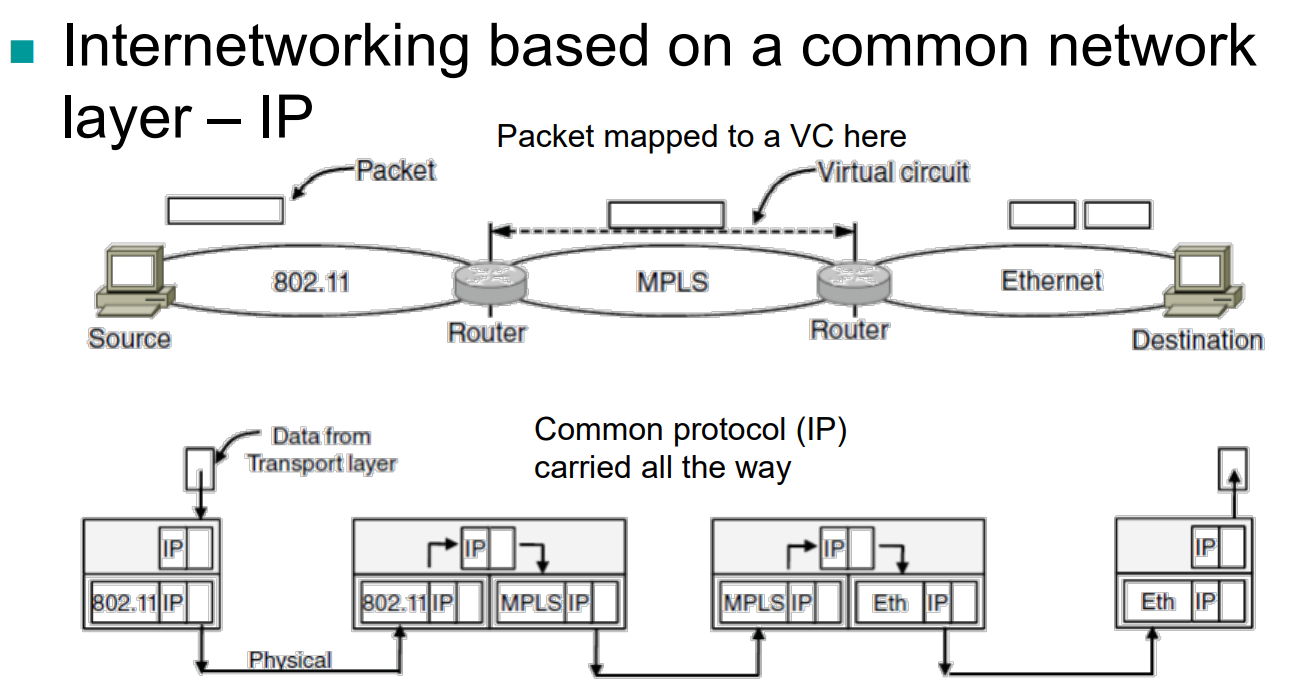 Internetworking based on a common network
layer – IP
Packet mapped to a VC here
Packet
Virtual circuit
802.11
MPLS
Ethernet
Source
Router
Router
Destination
Data from
Transport layer
Common protocol (IP)
carried all the way
IP
IP
IP
IP
802.11 IP
802.11 IP
MPLS IP
MPLS IP
Eth IP
Eth IP
Physical